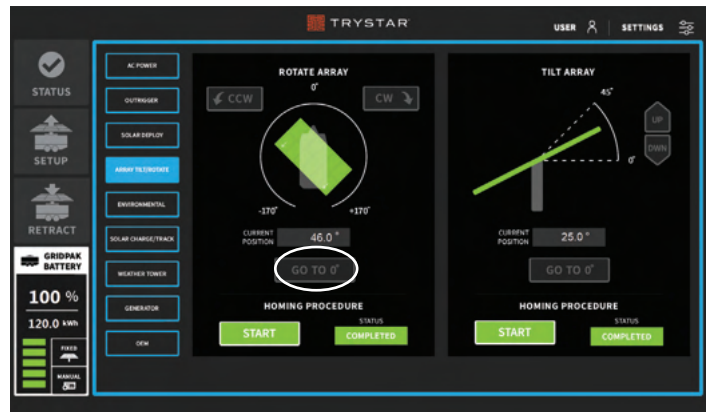 TRYSTAR
USER
SETTINGS
STATUS
SETUP
RETRACT
GRIDPAK
BATTERY
100 %
120.0 kWh
FIXED
MANUAL
AC POWER
OUTRIGGER
SOLAR DEPLOY
ARRAY TILT/ROTATE
ENVIRONMENTAL
SOLAR CHARGE/TRACK
WEATHER TOWER
GENERATOR
OEM
ROTATE ARRAY
0°
CCW
CW
-170°
+170°
CURRENT
POSITION
46.0 °
GO TO 0°
HOMING PROCEDURE
START
STATUS
COMPLETED
TILT ARRAY
45°
UP
DWN
0°
CURRENT
POSITION
25.0 °
GO TO 0°
HOMING PROCEDURE
START
STATUS
COMPLETED